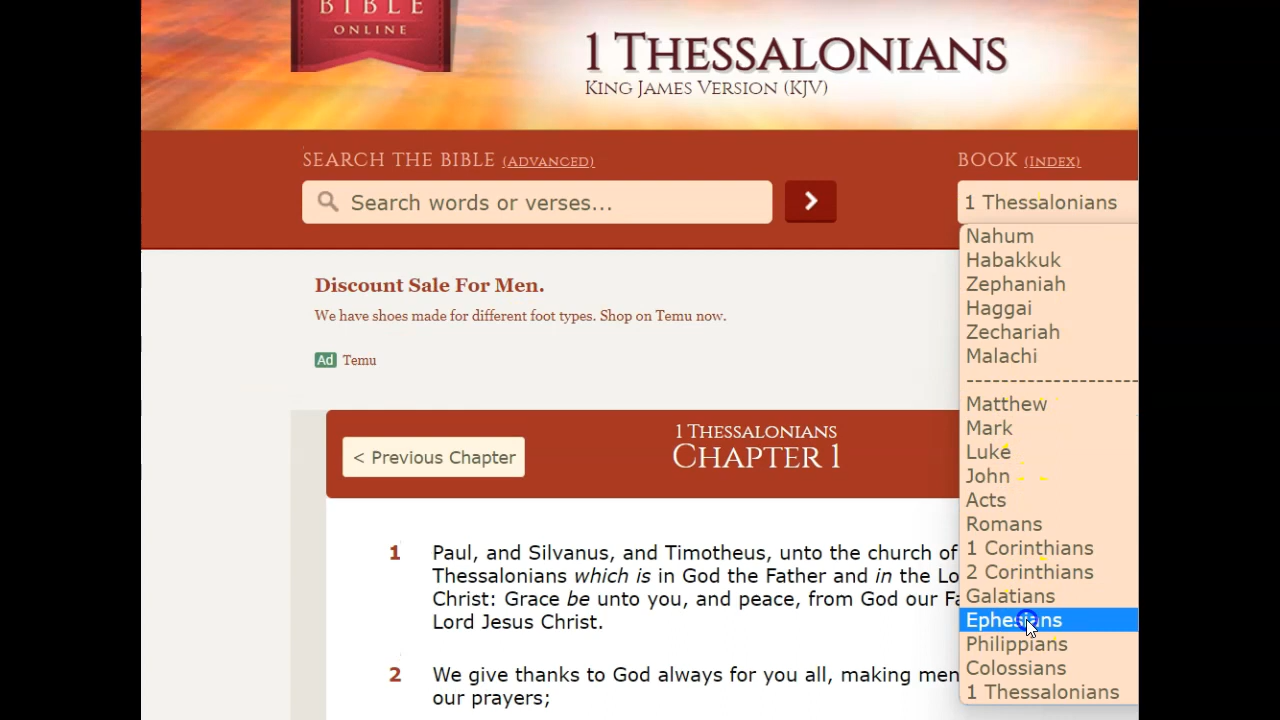 BIBLE
ONLINE
1 Thessalonians
King James Version (KJV)
Search the Bible (Advanced)
Book (Index)
Search words or verses...
1 Thessalonians
Nahum
Habakkuk
Zephaniah
Haggai
Zechariah
Malachi
---------------
Matthew
Mark
Luke
John
Acts
Romans
1 Corinthians
2 Corinthians
Galatians
Ephesians
Philippians
Colossians
1 Thessalonians
Discount Sale For Men.
We have shoes made for different foot types. Shop on Temu now.
Ad Temu
< Previous Chapter
1 Thessalonians
Chapter 1
1 Paul, and Silvanus, and Timotheus, unto the church of
Thessalonians which is in God the Father and in the Lo
Christ: Grace be unto you, and peace, from God our Fa
Lord Jesus Christ.
2 We give thanks to God always for you all, making men
our prayers;